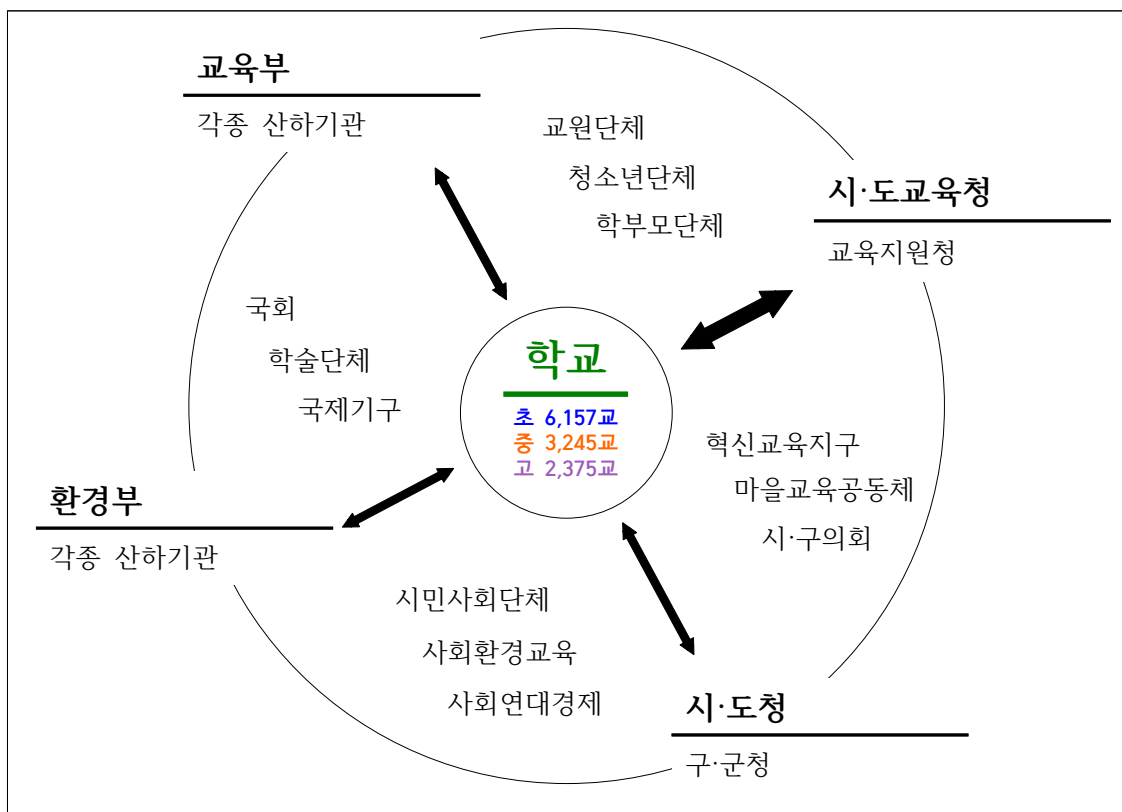 교육부
각종 산하기관
교원단체
청소년단체
학부모단체
시·도교육청
교육지원청
국회
학술단체
국제기구
학교
초 6,157교
중 3,245교
고 2,375교
혁신교육지구
마을교육공동체
시·구의회
환경부
각종 산하기관
시민사회단체
사회환경교육
사회연대경제
시·도청
구·군청